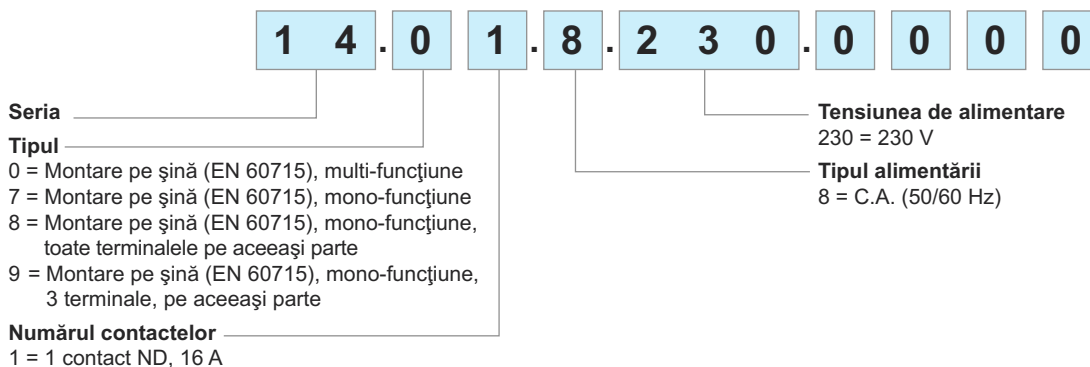 1 4 . 0 1 . 8 . 2 3 0 . 0 0 0 0
Seria
Tipul
0 = Montare pe şină (EN 60715), multi-funcţiune
7 = Montare pe şină (EN 60715), mono-funcţiune
8 = Montare pe şină (EN 60715), mono-funcţiune,
toate terminalele pe aceeaşi parte
9 = Montare pe şină (EN 60715), mono-funcţiune,
3 terminale, pe aceeaşi parte
Numărul contactelor
1 = 1 contact ND, 16 A
Tensiunea de alimentare
230 = 230 V
Tipul alimentării
8 = C.A. (50/60 Hz)